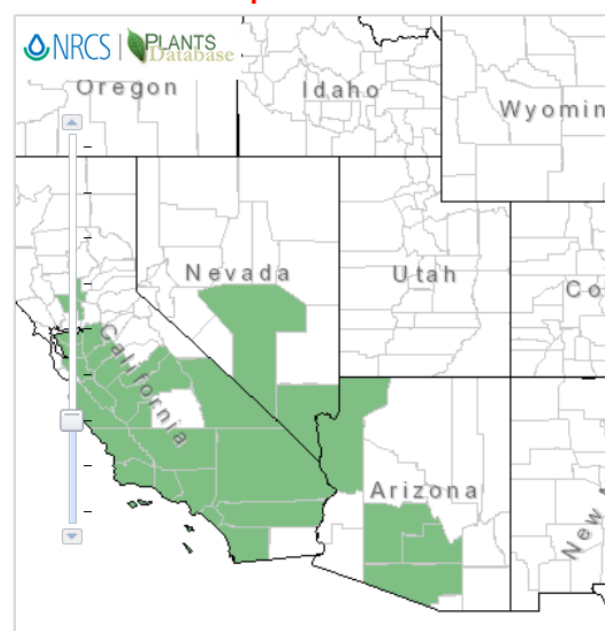 NRCS | PLANTS
Database
Oregon
Idaho
Wyomin
Nevada
Utah
Co
California
Arizona
New